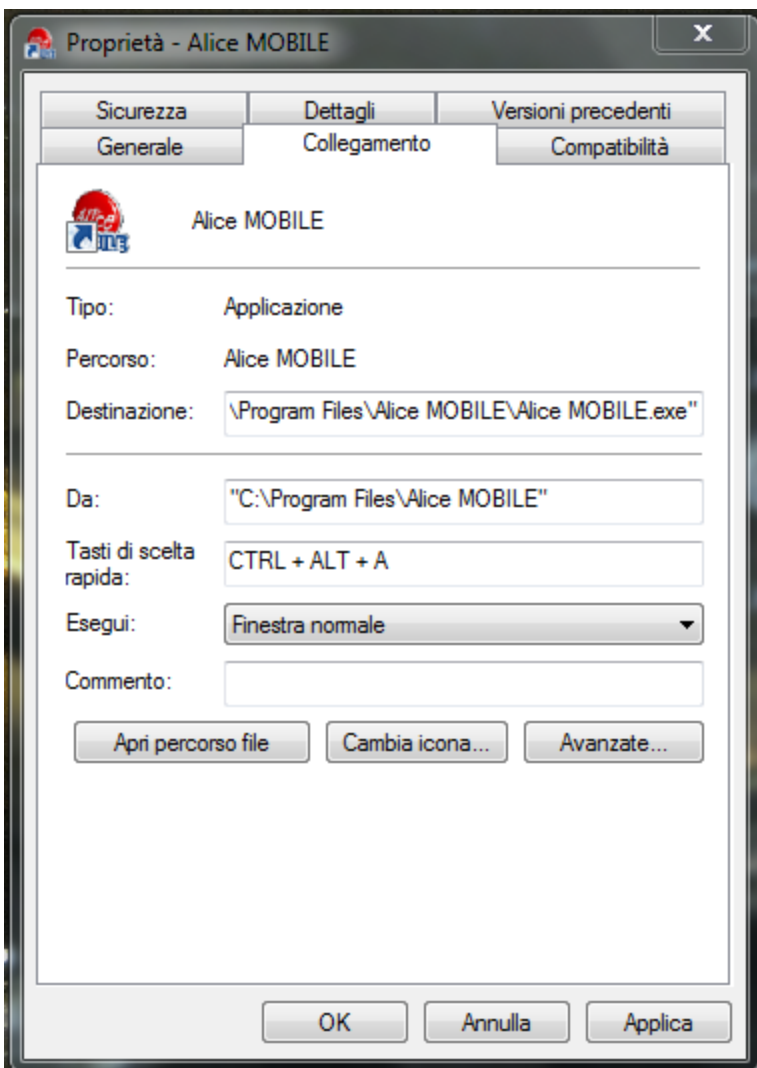 Proprietà - Alice MOBILE
x
Sicurezza Dettagli Versioni precedenti
Generale Collegamento Compatibilità
Alice MOBILE
Tipo: Applicazione
Percorso: Alice MOBILE
Destinazione: \Program Files\Alice MOBILE\Alice MOBILE.exe"
Da: "C:\Program Files\Alice MOBILE"
Tasti di scelta
rapida: CTRL + ALT + A
Esegui: Finestra normale
Commento:
Apri percorso file Cambia icona... Avanzate...
OK Annulla Applica